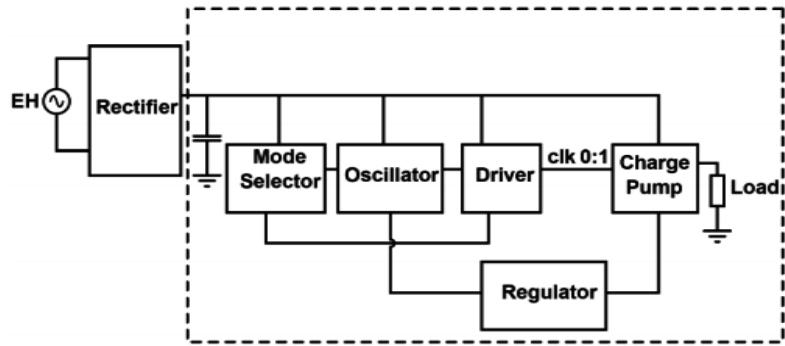 EH
Rectifier
Mode
Selector
Oscillator
Driver
clk 0:1
Charge
Pump
Load
Regulator